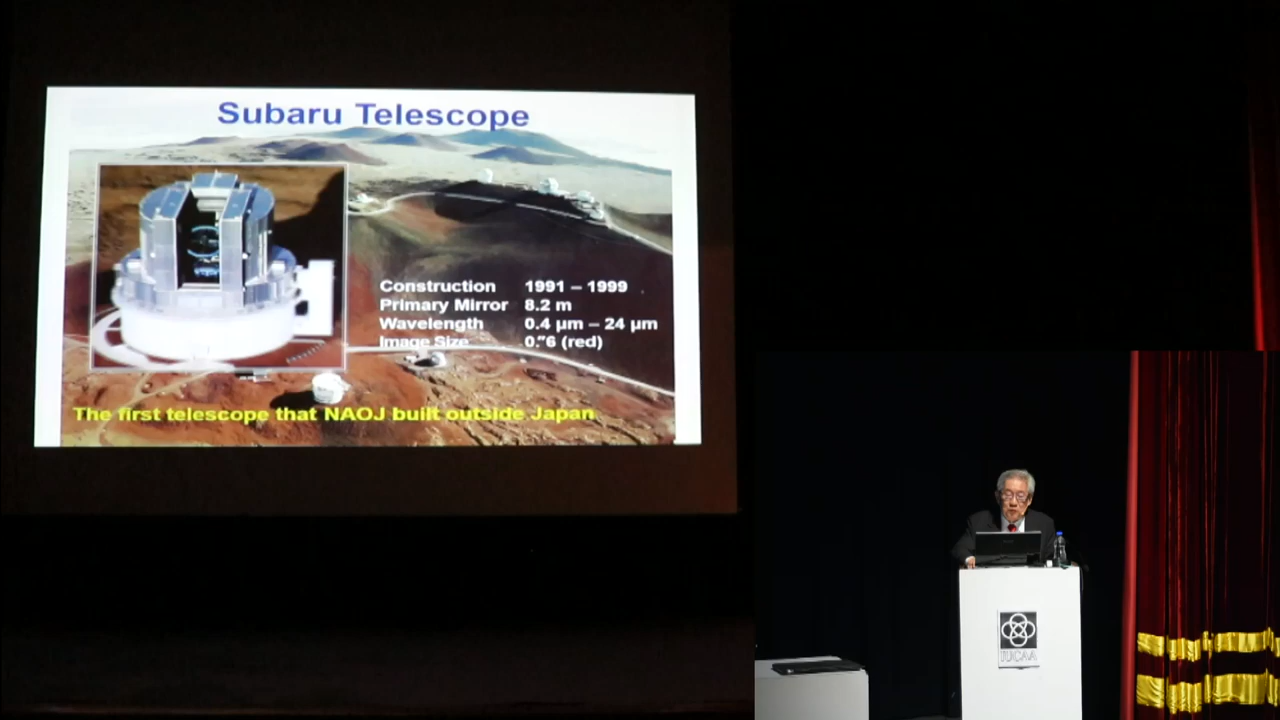 Subaru Telescope
Construction 1991 – 1999
Primary Mirror 8.2 m
Wavelength 0.4 μm – 24 μm
Image Size 0."6 (red)
The first telescope that NAOJ built outside Japan
IUCAA